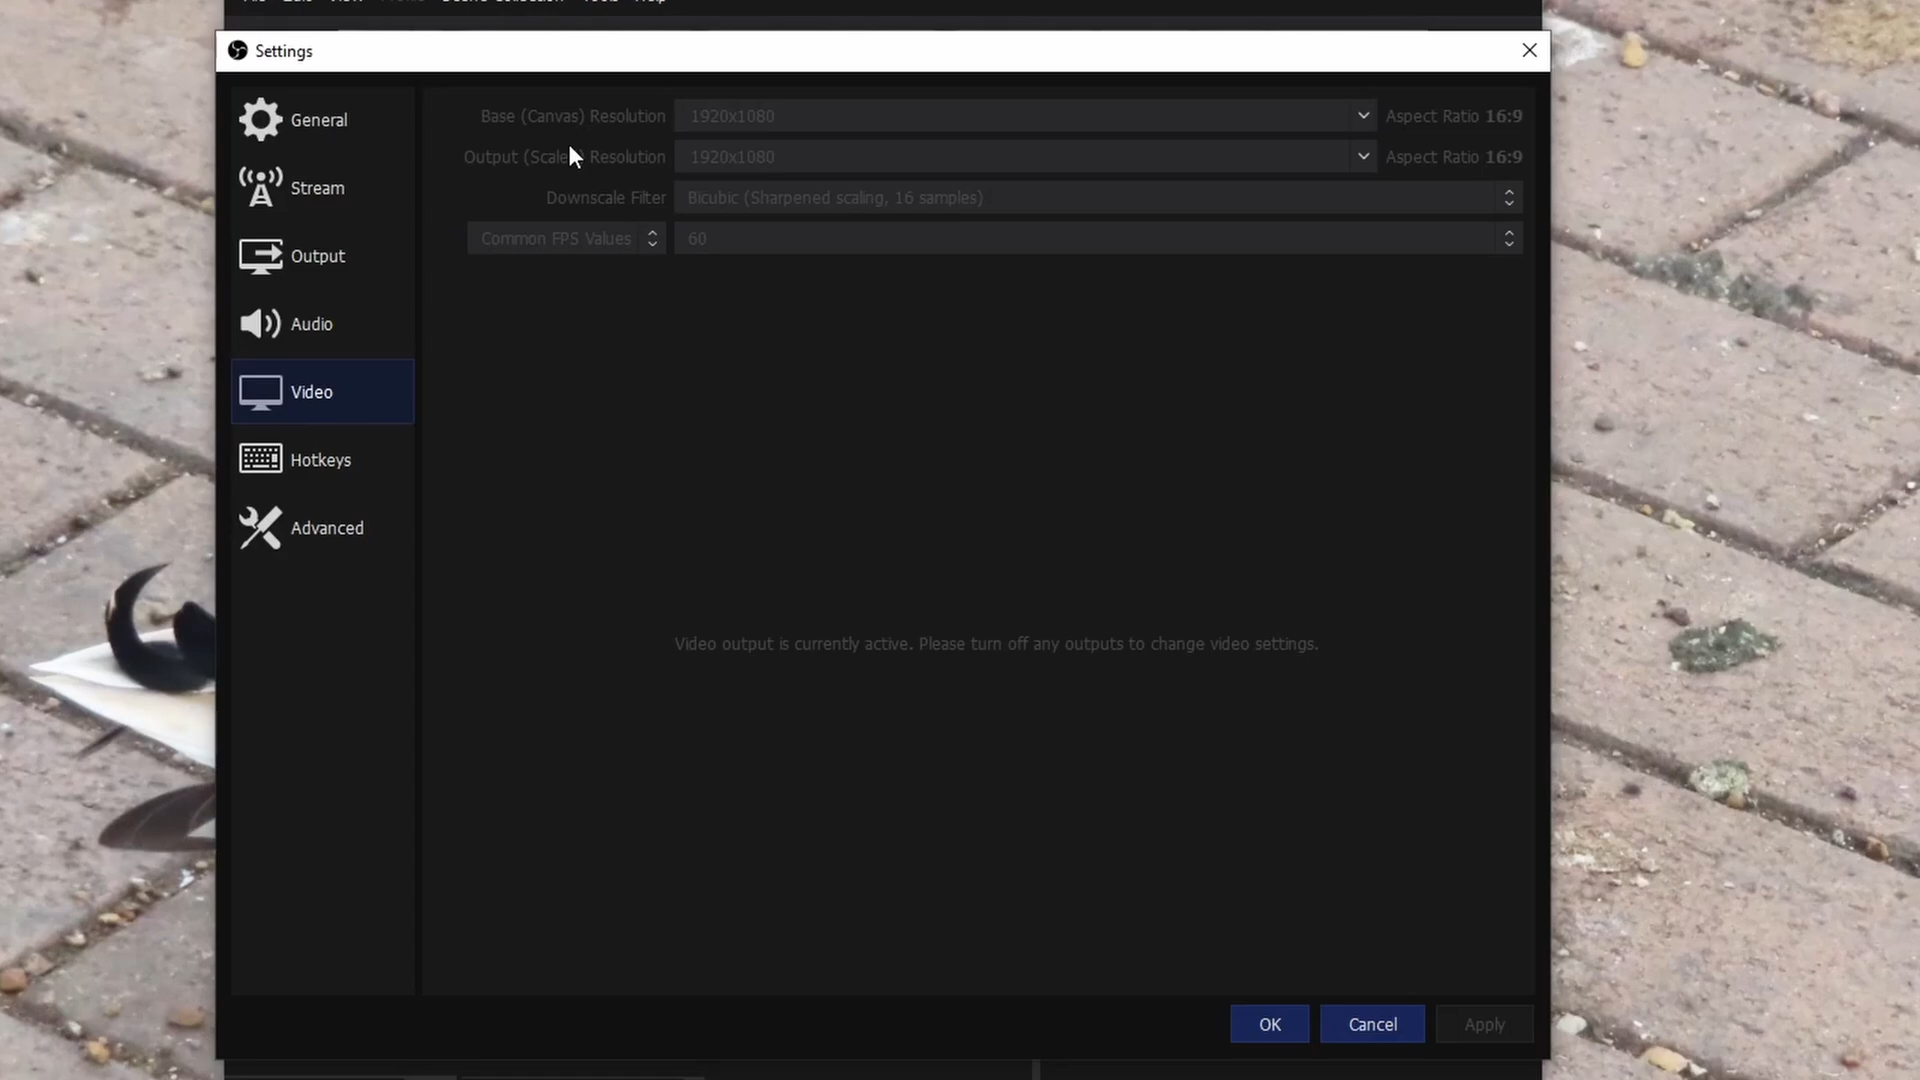 Settings
General
Stream
Output
Audio
Video
Hotkeys
Advanced
Base (Canvas) Resolution 1920x1080 Aspect Ratio 16:9
Output (Scale Resolution 1920x1080 Aspect Ratio 16:9
Downscale Filter Bicubic (Sharpened scaling, 16 samples)
Common FPS Values 60
Video output is currently active. Please turn off any outputs to change video settings.
OK Cancel Apply